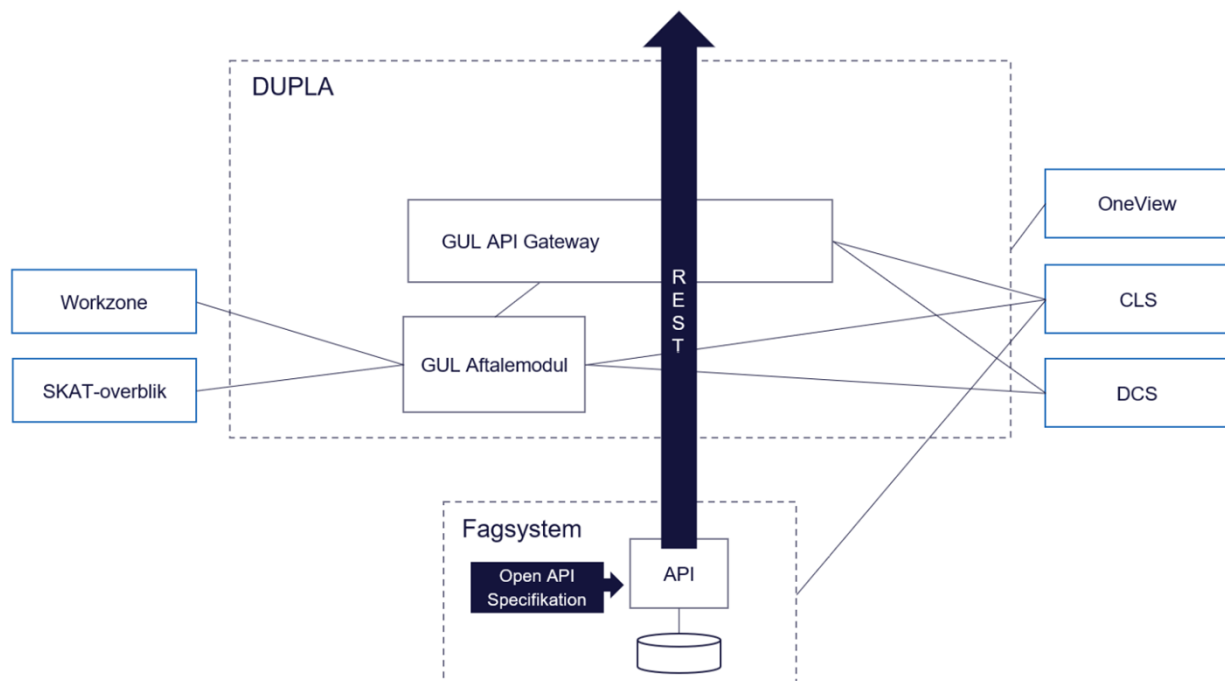 DUPLA
OneView
GUL API Gateway
REST
Workzone
CLS
GUL Aftalemodul
SKAT-overblik
DCS
Fagsystem
Open API
Specifikation
API